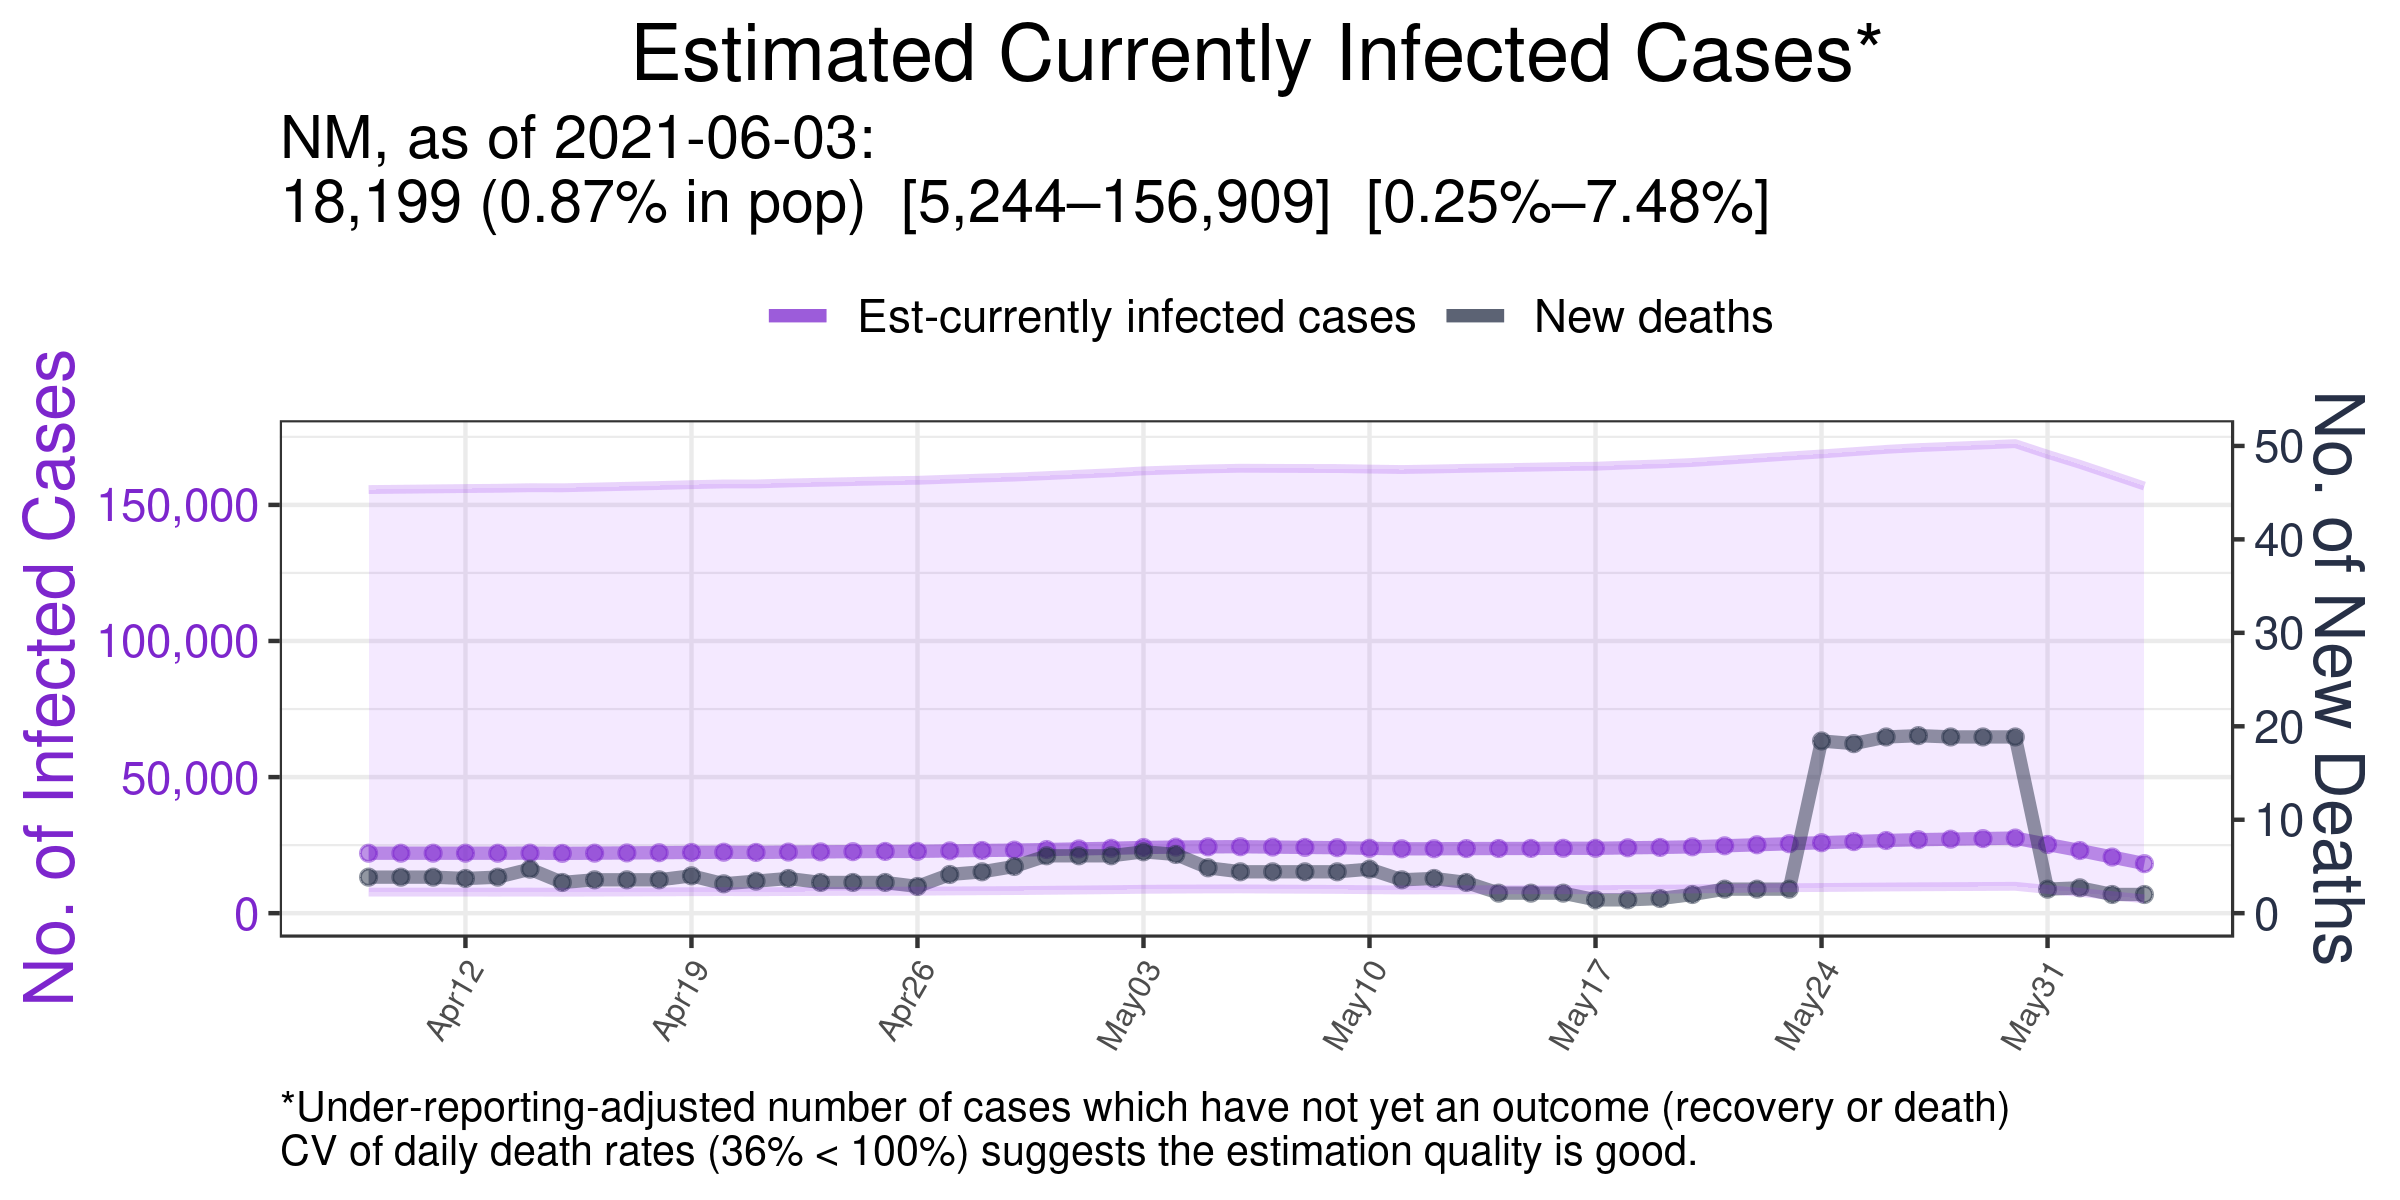 Estimated Currently Infected Cases*
NM, as of 2021-06-03:
18,199 (0.87% in pop)  [5,244–156,909]  [0.25%–7.48%]
Est-currently infected cases
New deaths
No. of Infected Cases
150,000
100,000
50,000
0
50
40
30
20
10
0
No. of New Deaths
Apr12
Apr19
Apr26
May03
May10
May17
May24
May31
*Under-reporting-adjusted number of cases which have not yet an outcome (recovery or death)
CV of daily death rates (36% < 100%) suggests the estimation quality is good.